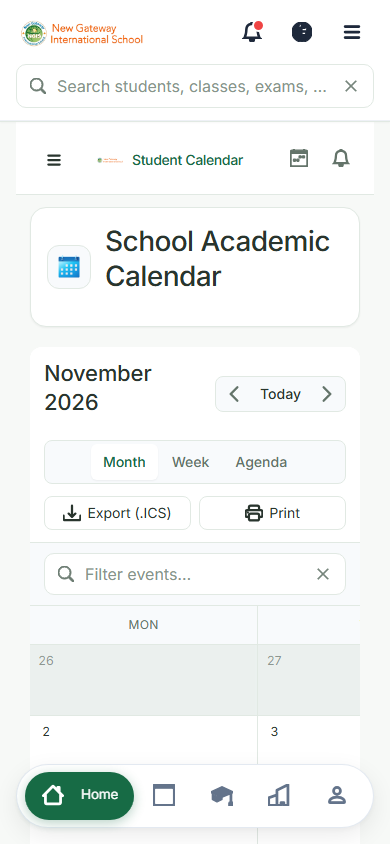 New Gateway
International School
Search students, classes, exams, ...
Student Calendar
School Academic
Calendar
November
2026
Today
Month
Week
Agenda
Export (.ICS)
Print
Filter events...
MON
26
27
2
3
Home